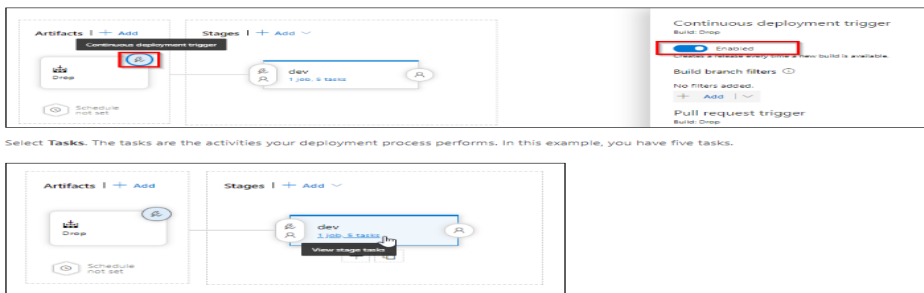 Artifacts | + Add
Stages | + Add
Continuous deployment trigger
Drop
dev
1 job, 5 tasks
Schedule
not set
Continuous deployment trigger
Build: Drop
Enabled
Creates a release every time a new build is available.
Build branch filters
No filters added.
+ Add
Pull request trigger
Build: Drop
Select Tasks. The tasks are the activities your deployment process performs. In this example, you have five tasks.
Artifacts | + Add
Stages | + Add
Drop
dev
1 job, 5 tasks
View stage tasks
Schedule
not set